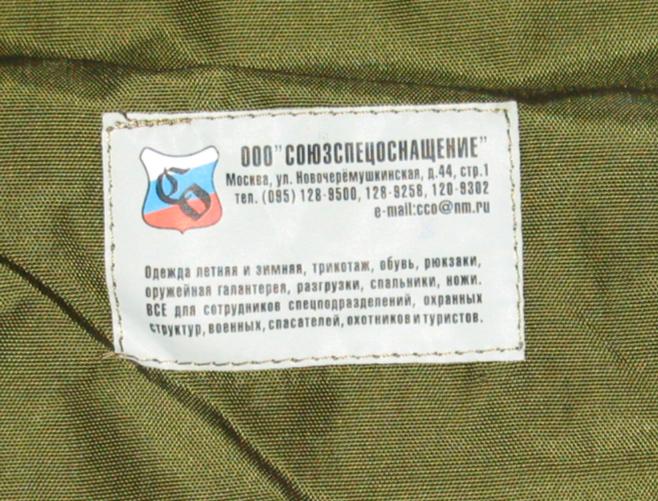 ООО "СОЮЗСПЕЦОСНАЩЕНИЕ"
Москва, ул. Новочерёмушкинская, д.44, стр.1
тел. (095) 128-9500, 128-9258, 120-9302
e-mail:cco@nm.ru
Одежда летняя и зимняя, трикотаж, обувь, рюкзаки,
оружейная галантерея, разгрузки, спальники, ножи.
ВСЕ для сотрудников спецподразделений, охранных
структур, военных, спасателей, охотников и туристов.